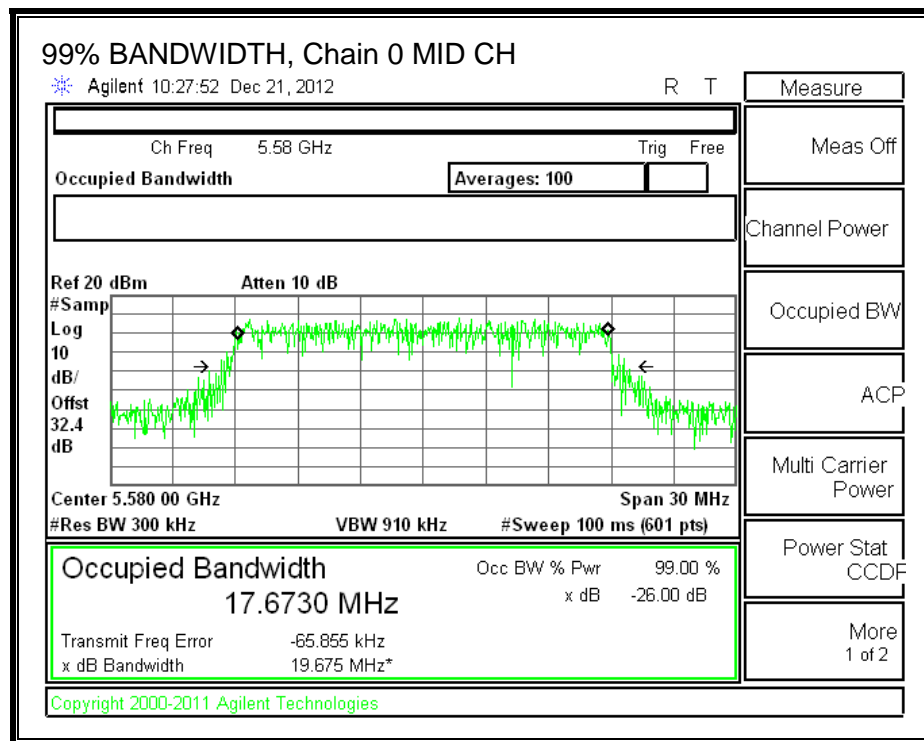 99% BANDWIDTH, Chain 0 MID CH
Agilent 10:27:52 Dec 21, 2012 R T
Measure
Ch Freq 5.58 GHz Trig Free
Occupied Bandwidth Averages: 100
Ref 20 dBm Atten 10 dB
#Samp
Log
10
dB/
Offst
32.4
dB
Center 5.580 00 GHz Span 30 MHz
#Res BW 300 kHz VBW 910 kHz #Sweep 100 ms (601 pts)
Occupied Bandwidth Occ BW % Pwr 99.00 %
17.6730 MHz x dB -26.00 dB
Transmit Freq Error -65.855 kHz
x dB Bandwidth 19.675 MHz*
Copyright 2000-2011 Agilent Technologies
Meas Off
Channel Power
Occupied BW
ACP
Multi Carrier
Power
Power Stat
CCDF
More
1 of 2